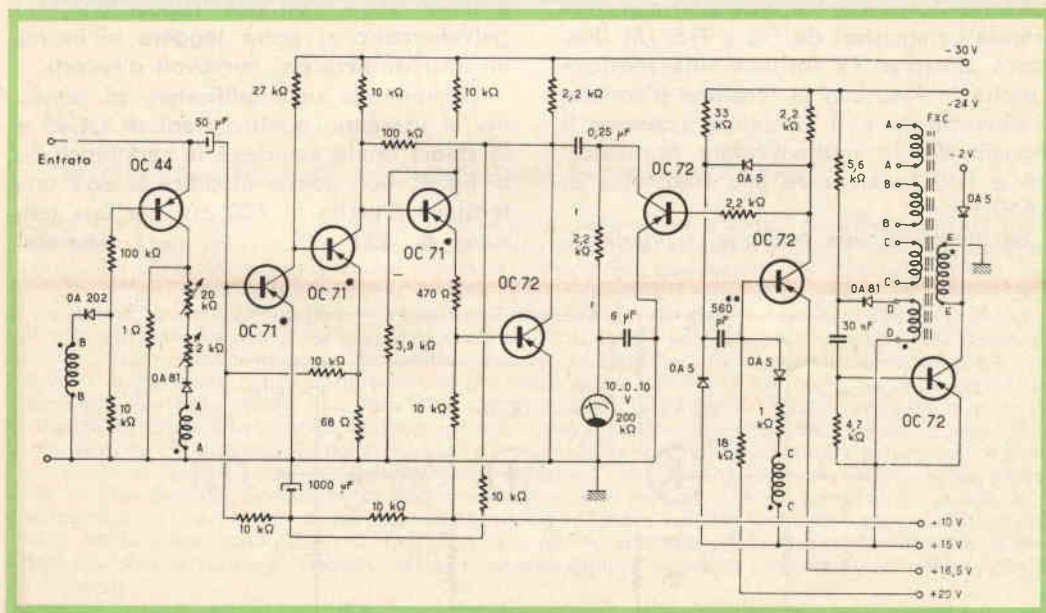 Entrata
50 µF
OC 44
27 kΩ
10 kΩ
10 kΩ
100 kΩ
2,2 kΩ
0,25 µF
33 kΩ
2,2 kΩ
- 30 V
- 24 V
FXC
A
A
B
B
C
C
D
D
E
E
- 2 V
OA 5
5,6 kΩ
OA 5
OC 72
2,2 kΩ
OC 72
OC 71
OC 71
OC 71
100 kΩ
OA 202
B
B
10 kΩ
1 Ω
20 kΩ
2 kΩ
OA 81
A
A
10 kΩ
68 Ω
3,9 kΩ
470 Ω
10 kΩ
OC 72
2,2 kΩ
6 µF
10..0..10 V
200 kΩ
560 pF
OA 5
1 kΩ
C
C
18 kΩ
OA 81
30 nF
4,7 kΩ
OC 72
1000 µF
10 kΩ
10 kΩ
10 kΩ
+ 10 V
+ 15 V
+ 16,5 V
+ 20 V